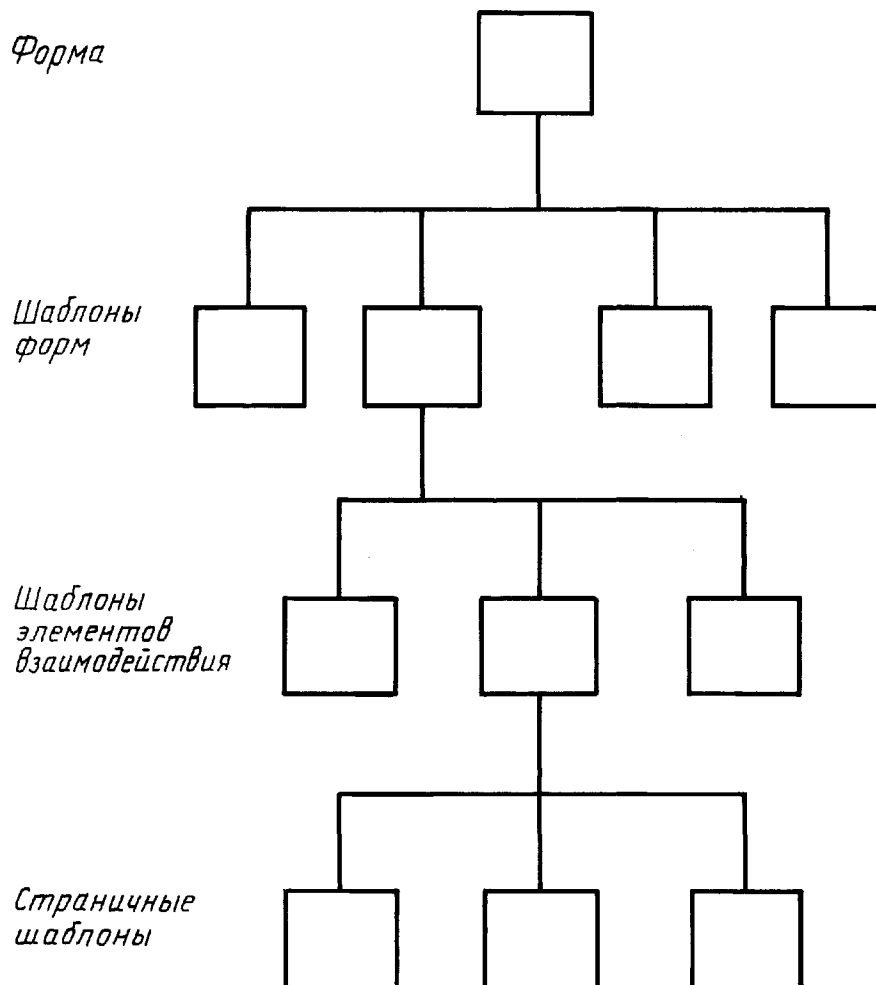 Форма
Шаблоны
форм
Шаблоны
элементов
взаимодействия
Страничные
шаблоны